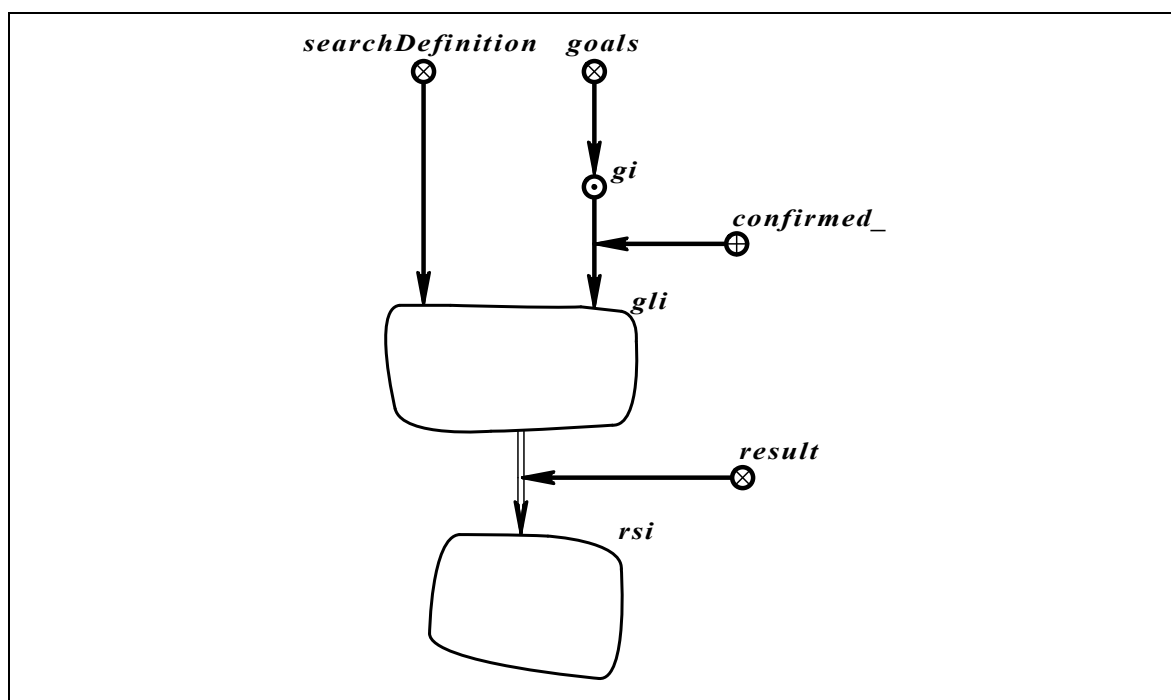 searchDefinition goals
gi
confirmed_
gli
result
rsi